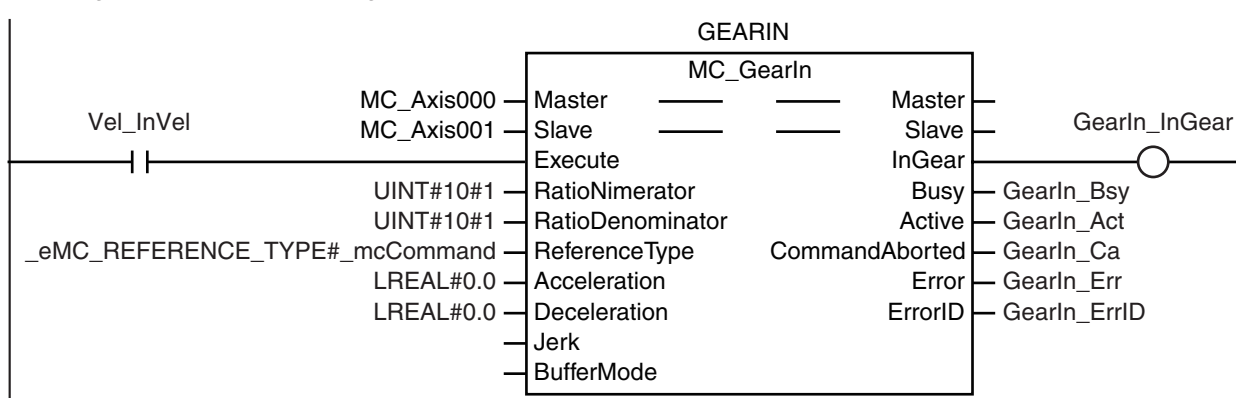 GEARIN
MC_GearIn
MC_Axis000 Master Master
Vel_InVel MC_Axis001 Slave Slave GearIn_InGear
Execute InGear
UINT#10#1 RatioNimerator Busy GearIn_Bsy
UINT#10#1 RatioDenominator Active GearIn_Act
_eMC_REFERENCE_TYPE#_mcCommand ReferenceType CommandAborted GearIn_Ca
LREAL#0.0 Acceleration Error GearIn_Err
LREAL#0.0 Deceleration ErrorID GearIn_ErrID
Jerk
BufferMode